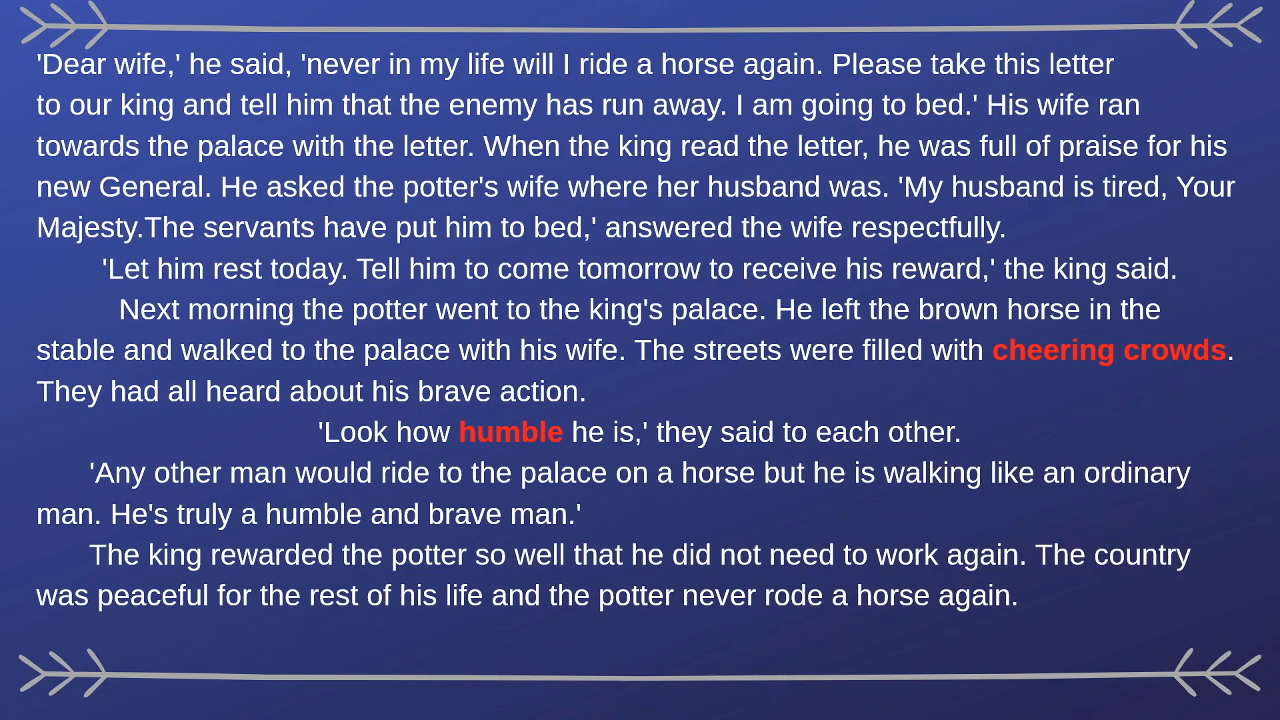 'Dear wife,' he said, 'never in my life will I ride a horse again. Please take this letter
to our king and tell him that the enemy has run away. I am going to bed.' His wife ran
towards the palace with the letter. When the king read the letter, he was full of praise for his
new General. He asked the potter's wife where her husband was. 'My husband is tired, Your
Majesty.The servants have put him to bed,' answered the wife respectfully.
'Let him rest today. Tell him to come tomorrow to receive his reward,' the king said.
Next morning the potter went to the king's palace. He left the brown horse in the
stable and walked to the palace with his wife. The streets were filled with cheering crowds.
They had all heard about his brave action.
'Look how humble he is,' they said to each other.
'Any other man would ride to the palace on a horse but he is walking like an ordinary
man. He's truly a humble and brave man.'
The king rewarded the potter so well that he did not need to work again. The country
was peaceful for the rest of his life and the potter never rode a horse again.